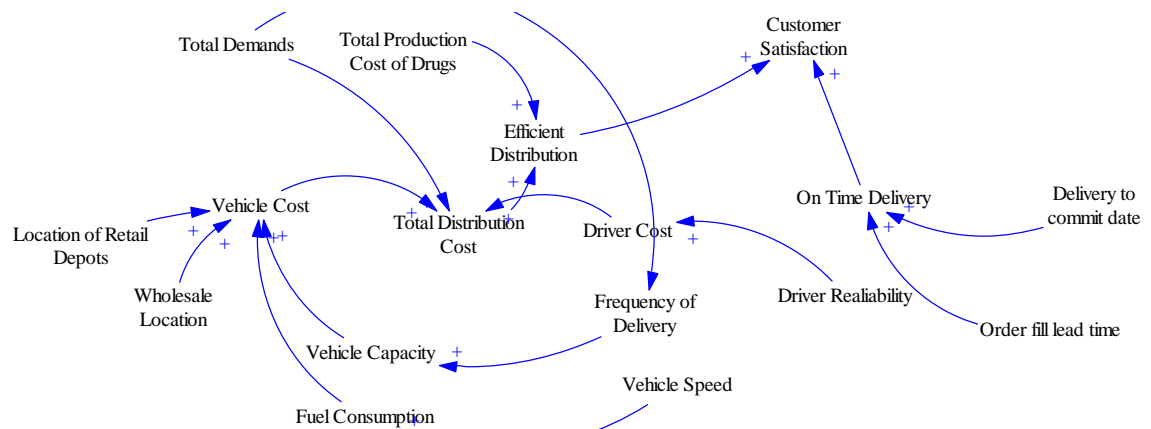 Customer
Satisfaction
Total Demands
Total Production
Cost of Drugs
+
+
+
Efficient
Distribution
+
Vehicle Cost
On Time Delivery
Delivery to
commit date
+
+
+
Total Distribution
Cost
Driver Cost
+
+
+
+
+
+
Location of Retail
Depots
Wholesale
Location
Frequency of
Delivery
Driver Realiability
Order fill lead time
Vehicle Capacity
+
Vehicle Speed
Fuel Consumption
+